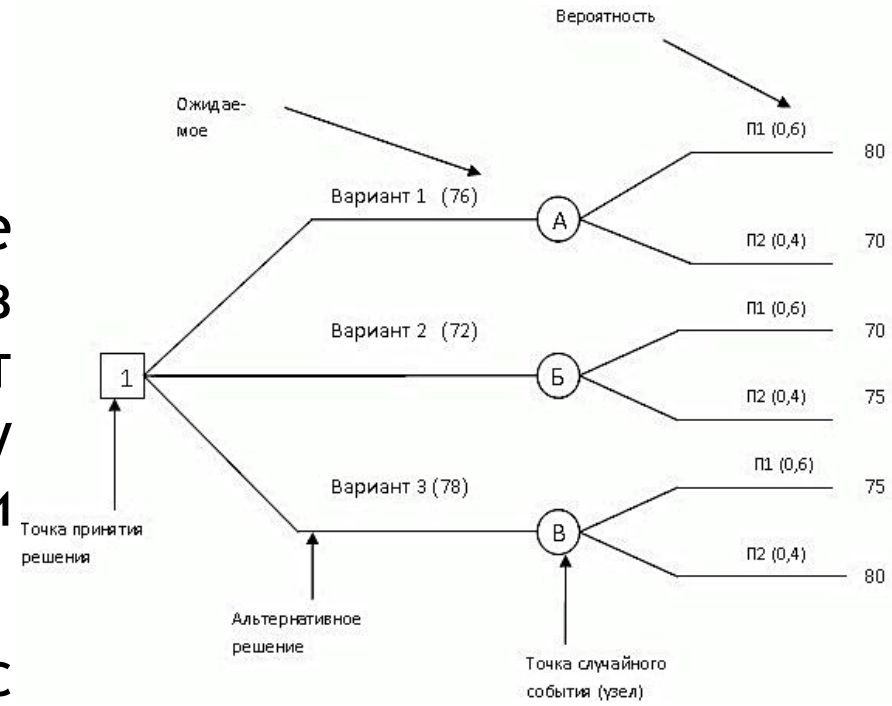 Вероятность
Ожидае-
мое
П1 (0,6)
80
Вариант 1 (76)
А
П2 (0,4)
70
П1 (0,6)
Вариант 2 (72)
70
1
Б
П2 (0,4)
75
П1 (0,6)
Вариант 3 (78)
75
В
П2 (0,4)
80
Точка принятия
решения
Альтернативное
решение
Точка случайного
события (узел)
е
в
т
у
и
с